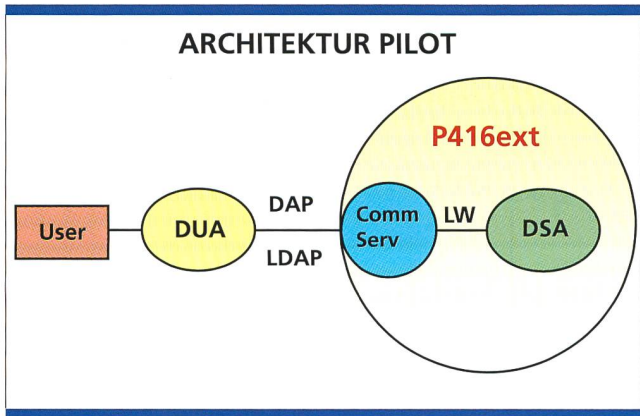 ARCHITEKTUR PILOT
P416ext
User
DUA
DAP
LDAP
Comm
Serv
LW
DSA